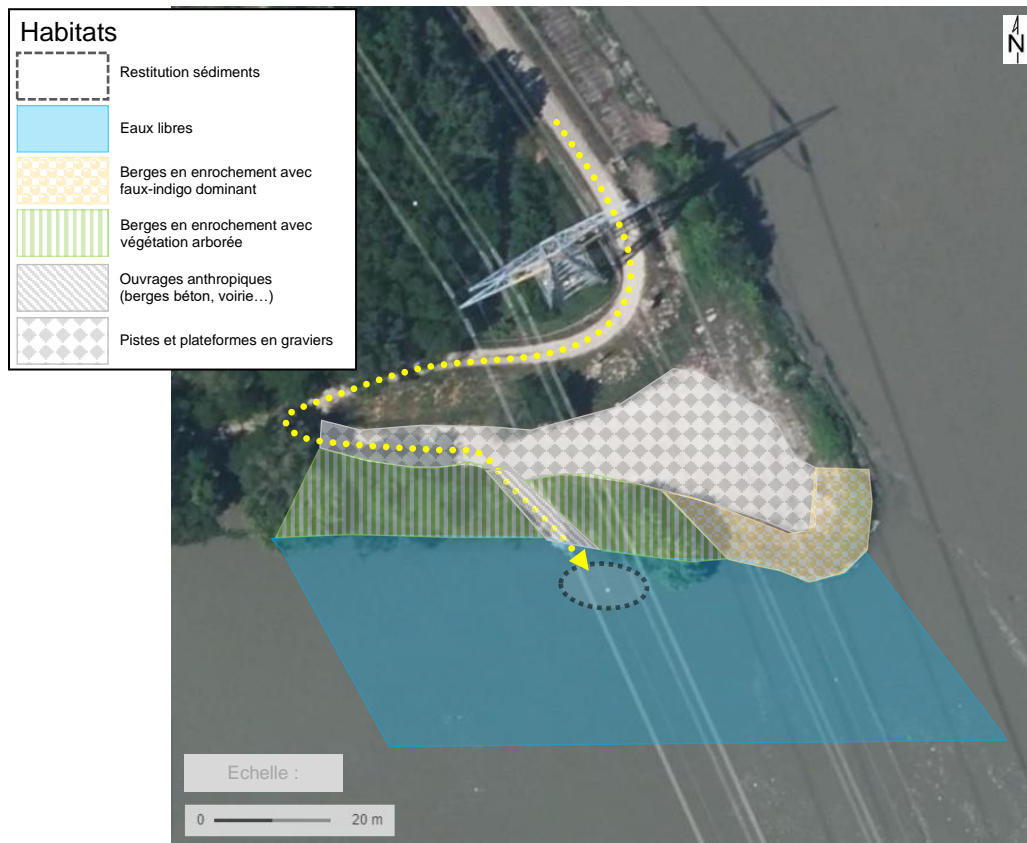 Habitats
Restitution sédiments
Eaux libres
Berges en enrochement avec
faux-indigo dominant
Berges en enrochement avec
végétation arborée
Ouvrages anthropiques
(berges béton, voirie…)
Pistes et plateformes en graviers
N
Echelle :
0 20 m